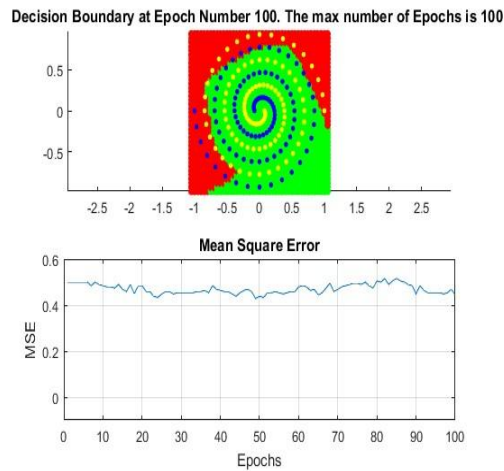 Decision Boundary at Epoch Number 100. The max number of Epochs is 100
0.5
0
-0.5
-2.5 -2 -1.5 -1 -0.5 0 0.5 1 1.5 2 2.5
Mean Square Error
0.6
0.4
0.2
0
MSE
0 10 20 30 40 50 60 70 80 90 100
Epochs